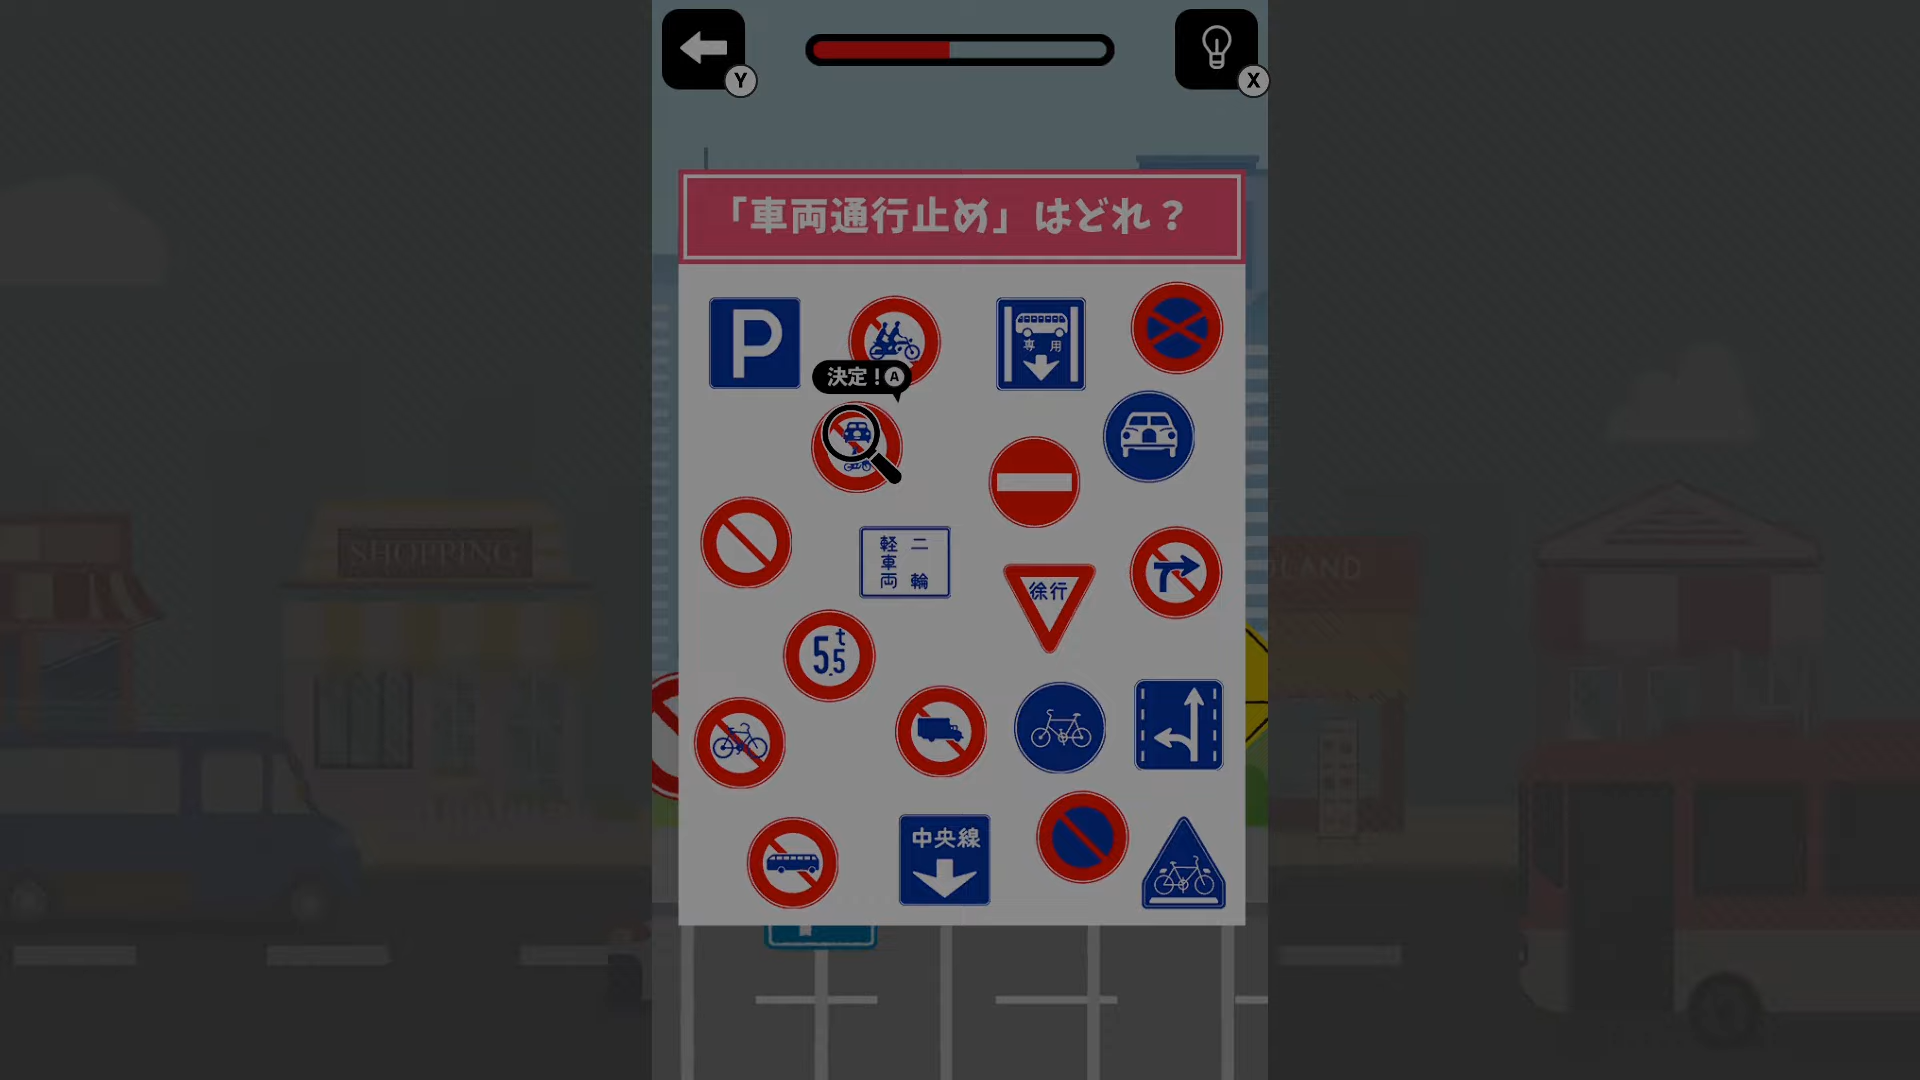 Y
X
「車両通行止め」はどれ？
P
専用
決定！A
軽車両
二輪
徐行
5.5t
中央線
SHOPPING